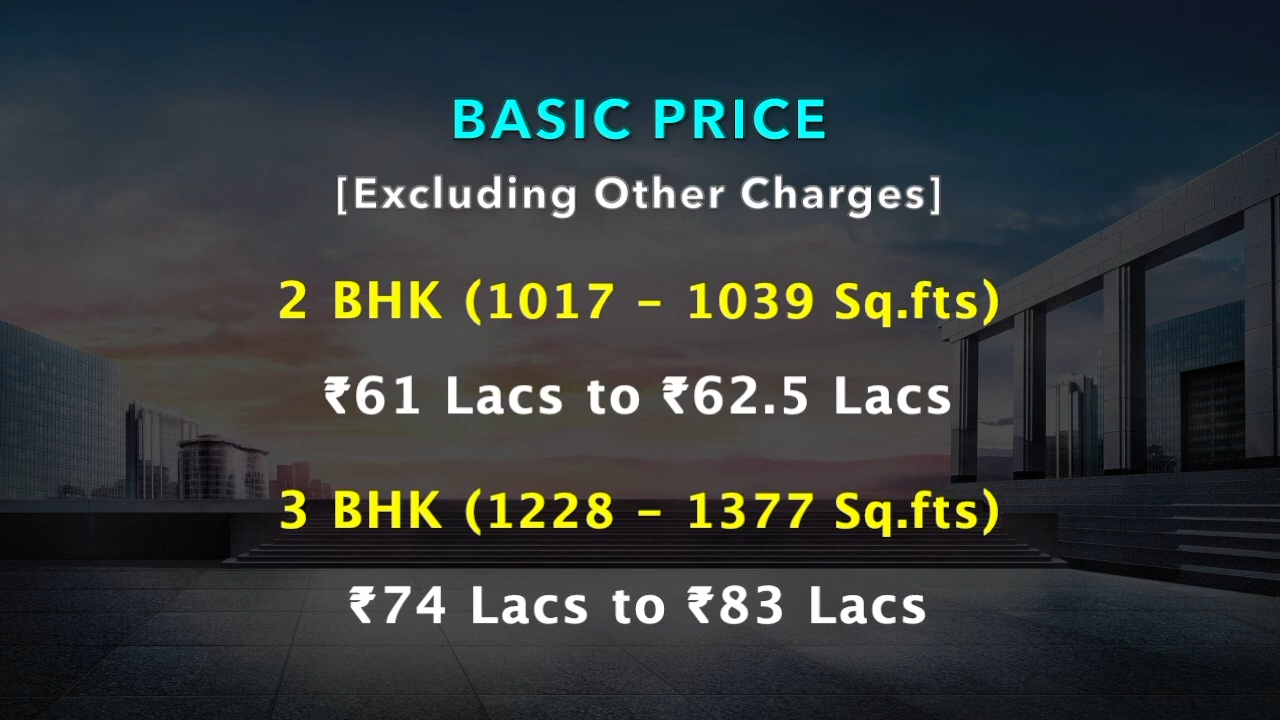 BASIC PRICE
[Excluding Other Charges]
2 BHK (1017 – 1039 Sq.fts)
₹61 Lacs to ₹62.5 Lacs
3 BHK (1228 – 1377 Sq.fts)
₹74 Lacs to ₹83 Lacs